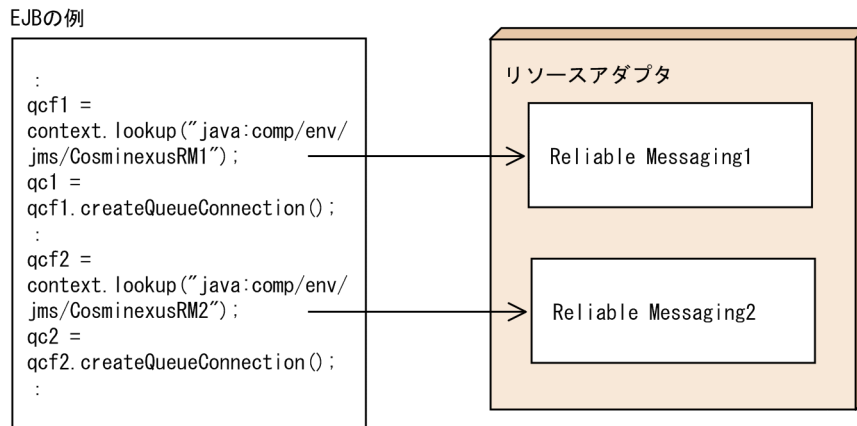 EJBの例
:
qcf1 =
context.lookup("java:comp/env/
jms/CosminexusRM1");
qc1 =
qcf1.createQueueConnection();
:
qcf2 =
context.lookup("java:comp/env/
jms/CosminexusRM2");
qc2 =
qcf2.createQueueConnection();
:
リソースアダプタ
Reliable Messaging1
Reliable Messaging2